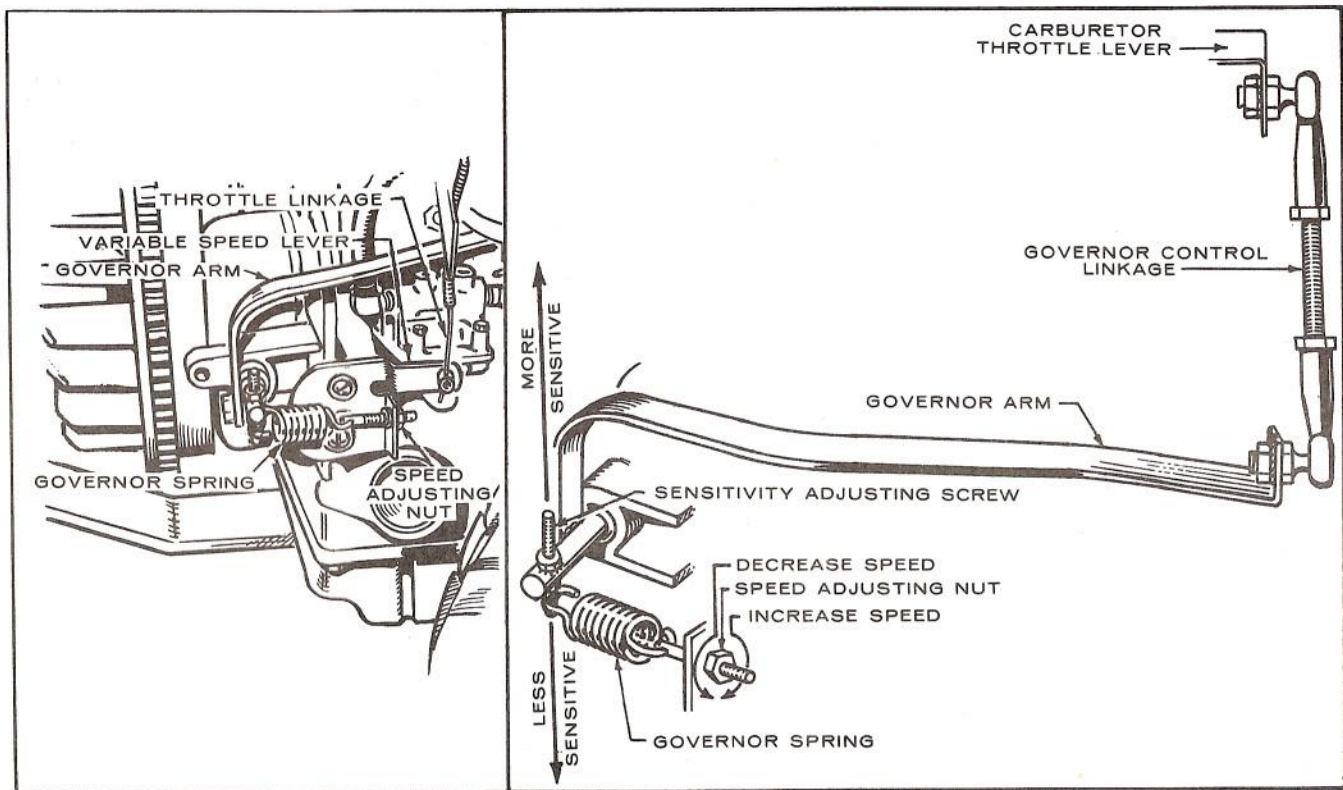 THROTTLE LINKAGE
VARIABLE SPEED LEVER
GOVERNOR ARM
GOVERNOR SPRING
SPEED
ADJUSTING
NUT
CARBURETOR
THROTTLE LEVER
GOVERNOR CONTROL
LINKAGE
MORE
SENSITIVE
GOVERNOR ARM
SENSITIVITY ADJUSTING SCREW
DECREASE SPEED
SPEED ADJUSTING NUT
INCREASE SPEED
LESS
SENSITIVE
GOVERNOR SPRING